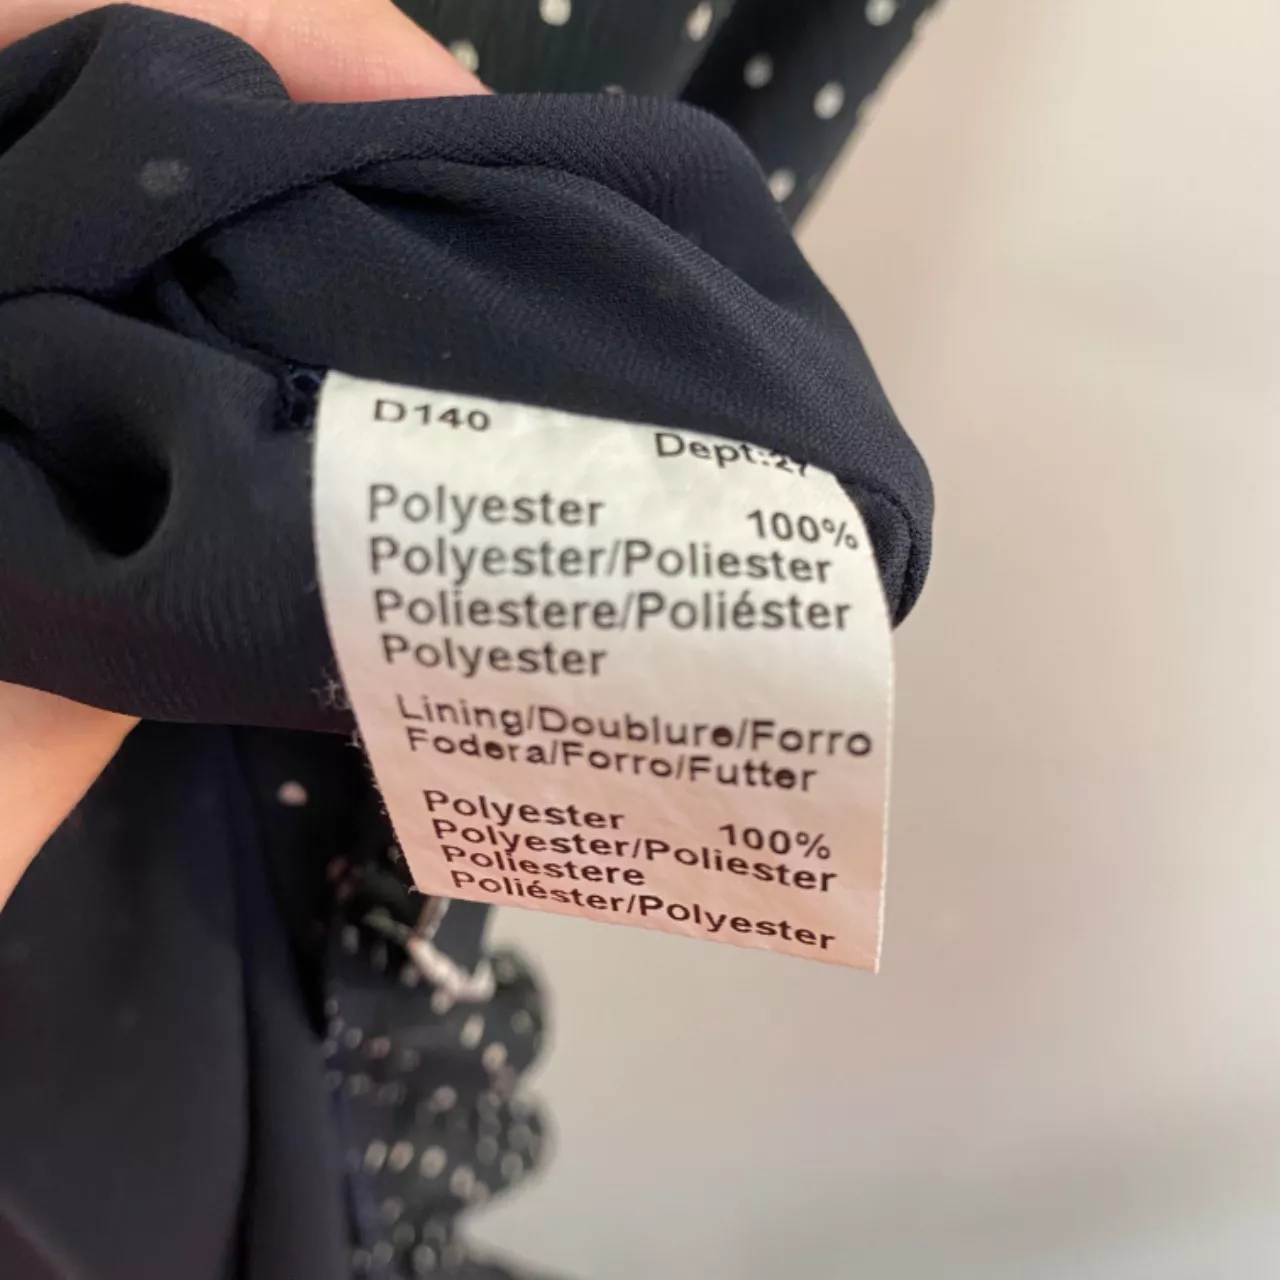 D140 Dept:27
Polyester 100%
Polyester/Poliester
Poliestere/Poliéster
Polyester
Lining/Doublure/Forro
Fodera/Forro/Futter
Polyester 100%
Polyester/Poliester
Poliestere
Poliéster/Polyester